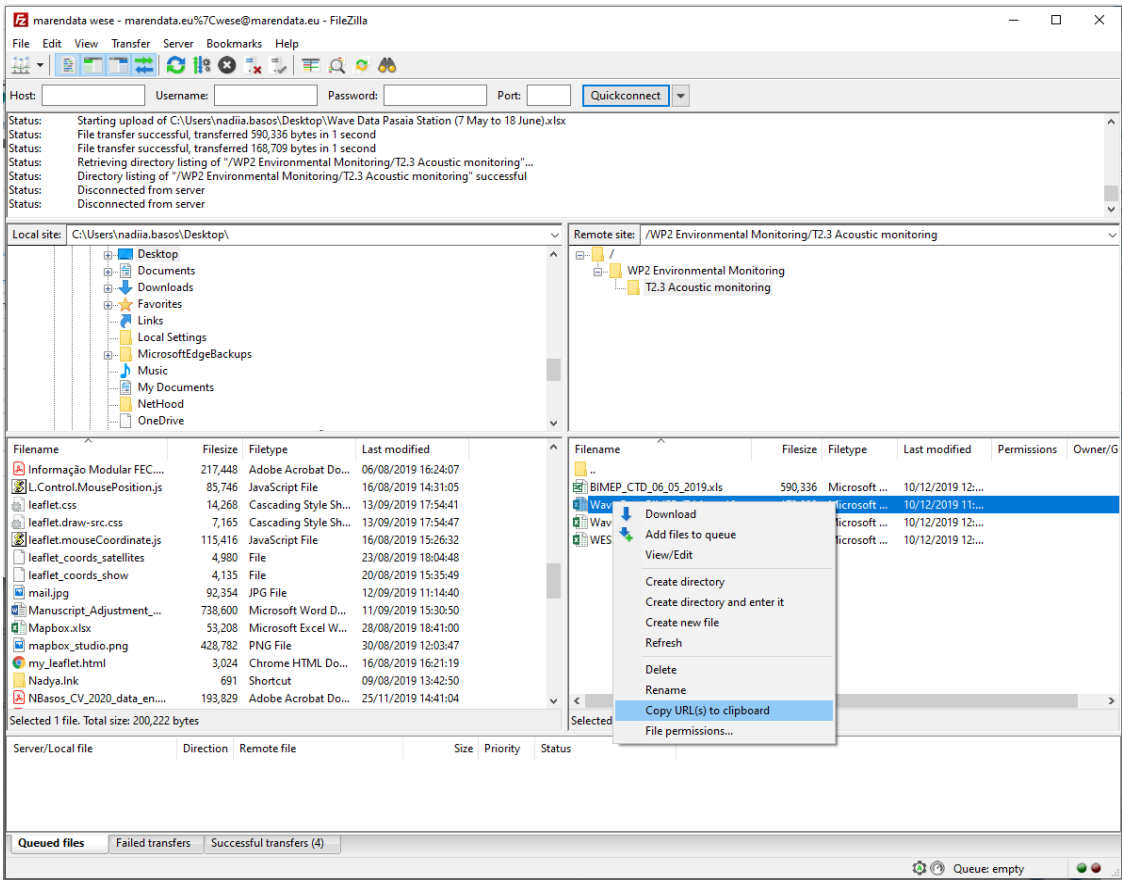 marendata wese - marendata.eu%7Cwese@marendata.eu - FileZilla
File Edit View Transfer Server Bookmarks Help
Host: Username: Password: Port: Quickconnect
Status: Starting upload of C:\Users\nadiia.basos\Desktop\Wave Data Pasaia Station (7 May to 18 June).xlsx
Status: File transfer successful, transferred 590,336 bytes in 1 second
Status: File transfer successful, transferred 168,709 bytes in 1 second
Status: Retrieving directory listing of "/WP2 Environmental Monitoring/T2.3 Acoustic monitoring"...
Status: Directory listing of "/WP2 Environmental Monitoring/T2.3 Acoustic monitoring" successful
Status: Disconnected from server
Status: Disconnected from server
Local site: C:\Users\nadiia.basos\Desktop\
Desktop
Documents
Downloads
Favorites
Links
Local Settings
MicrosoftEdgeBackups
Music
My Documents
NetHood
OneDrive
Remote site: /WP2 Environmental Monitoring/T2.3 Acoustic monitoring
/
WP2 Environmental Monitoring
T2.3 Acoustic monitoring
Filename Filesize Filetype Last modified
Informação Modular FEC.... 217,448 Adobe Acrobat Do... 06/08/2019 16:24:07
L.Control.MousePosition.js 85,746 JavaScript File 16/08/2019 14:31:05
leaflet.css 14,268 Cascading Style Sh... 13/09/2019 17:54:41
leaflet.draw-src.css 7,165 Cascading Style Sh... 13/09/2019 17:54:47
leaflet.mouseCoordinate.js 115,416 JavaScript File 16/08/2019 15:26:32
leaflet_coords_satellites 4,980 File 23/08/2019 18:04:48
leaflet_coords_show 4,135 File 20/08/2019 15:35:49
mail.jpg 92,354 JPG File 12/09/2019 11:14:40
Manuscript_Adjustment_... 738,600 Microsoft Word D... 11/09/2019 15:30:50
Mapbox.xlsx 53,208 Microsoft Excel W... 28/08/2019 18:41:00
mapbox_studio.png 428,782 PNG File 30/08/2019 12:03:47
my_leaflet.html 3,024 Chrome HTML Do... 16/08/2019 16:21:19
Nadya.lnk 691 Shortcut 09/08/2019 13:42:50
NBasos_CV_2020_data_en.... 193,829 Adobe Acrobat Do... 25/11/2019 14:41:04
Selected 1 file. Total size: 200,222 bytes
Filename Filesize Filetype Last modified Permissions Owner/G
..
BIMEP_CTD_06_05_2019.xls 590,336 Microsoft ... 10/12/2019 12:...
Wav icrosoft ... 10/12/2019 11:...
Wav icrosoft ... 10/12/2019 12:...
WES icrosoft ... 10/12/2019 12:...
Selected
Download
Add files to queue
View/Edit
Create directory
Create directory and enter it
Create new file
Refresh
Delete
Rename
Copy URL(s) to clipboard
File permissions...
Server/Local file Direction Remote file Size Priority Status
Queued files Failed transfers Successful transfers (4)
Queue: empty